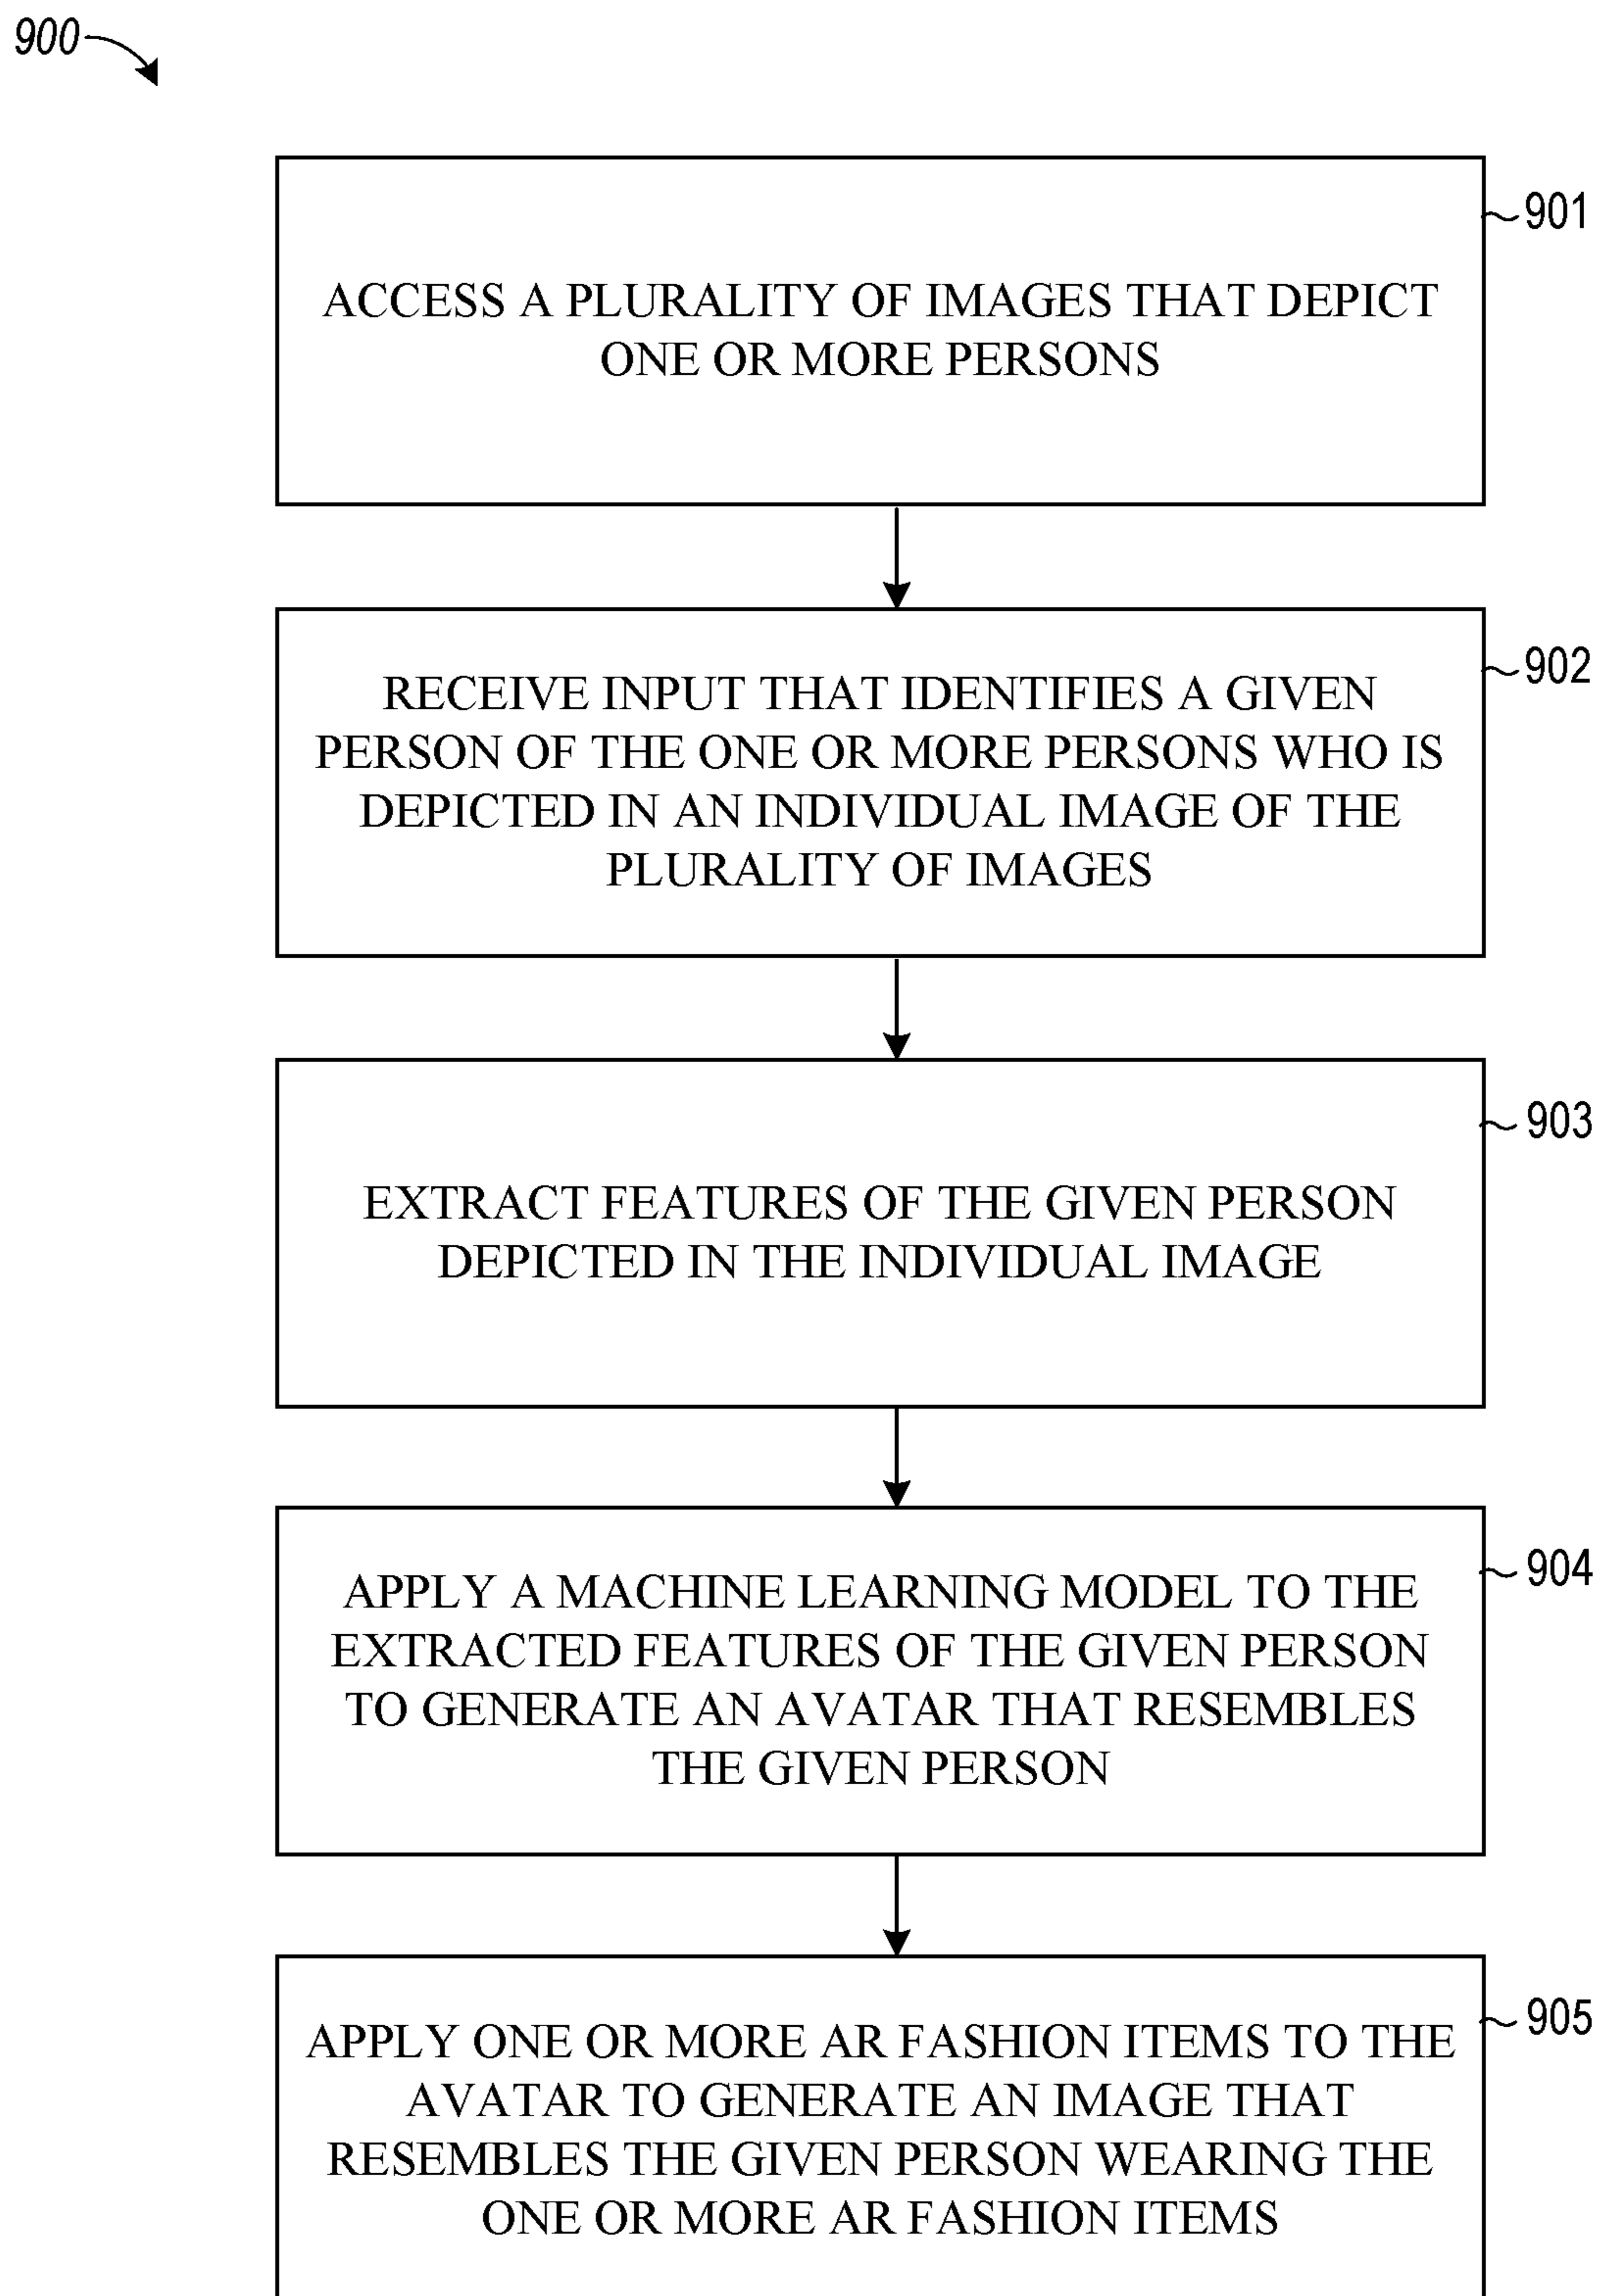 900
901
ACCESS A PLURALITY OF IMAGES THAT DEPICT
ONE OR MORE PERSONS
902
RECEIVE INPUT THAT IDENTIFIES A GIVEN
PERSON OF THE ONE OR MORE PERSONS WHO IS
DEPICTED IN AN INDIVIDUAL IMAGE OF THE
PLURALITY OF IMAGES
903
EXTRACT FEATURES OF THE GIVEN PERSON
DEPICTED IN THE INDIVIDUAL IMAGE
904
APPLY A MACHINE LEARNING MODEL TO THE
EXTRACTED FEATURES OF THE GIVEN PERSON
TO GENERATE AN AVATAR THAT RESEMBLES
THE GIVEN PERSON
905
APPLY ONE OR MORE AR FASHION ITEMS TO THE
AVATAR TO GENERATE AN IMAGE THAT
RESEMBLES THE GIVEN PERSON WEARING THE
ONE OR MORE AR FASHION ITEMS